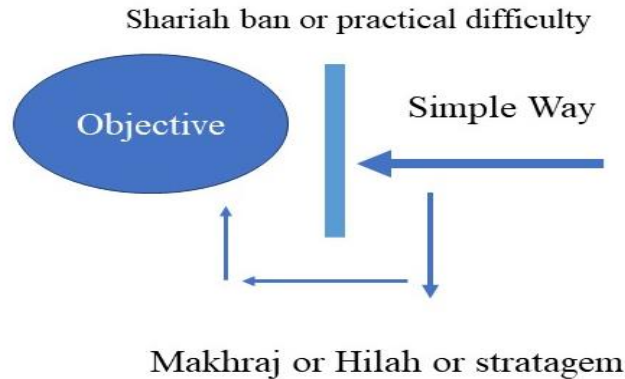 Shariah ban or practical difficulty
Objective
Simple Way
Makhraj or Hilah or stratagem